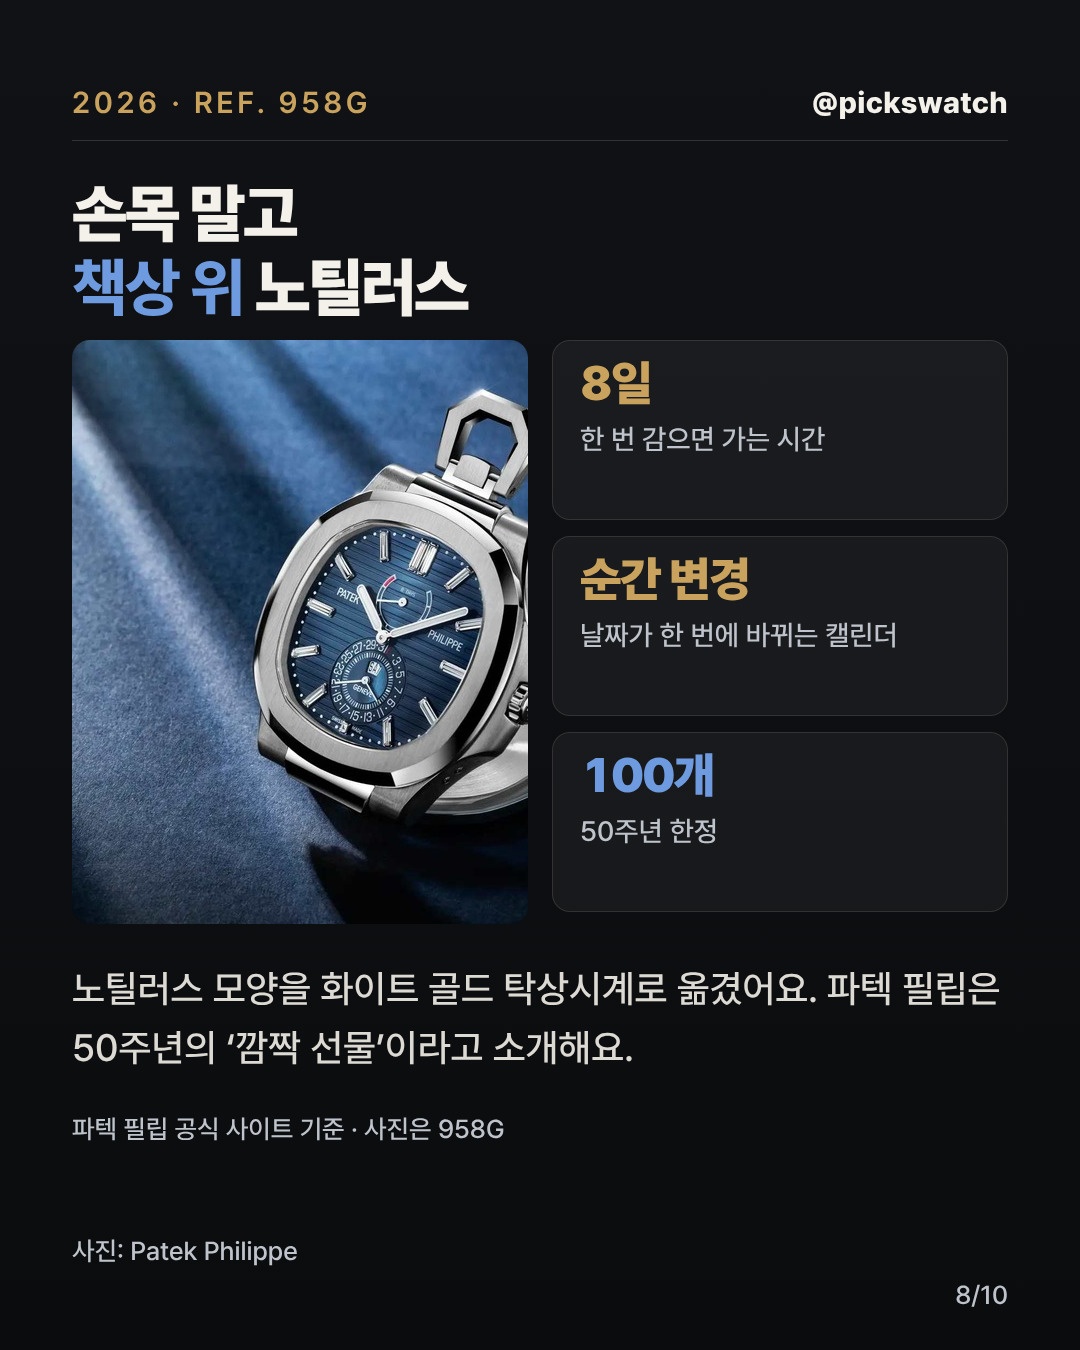 2026 · REF. 958G
@pickswatch
손목 말고
책상 위 노틸러스
PATEK
PHILIPPE
GENEVE
8일
한 번 감으면 가는 시간
순간 변경
날짜가 한 번에 바뀌는 캘린더
100개
50주년 한정
노틸러스 모양을 화이트 골드 탁상시계로 옮겼어요. 파텍 필립은
50주년의 ‘깜짝 선물’이라고 소개해요.
파텍 필립 공식 사이트 기준 · 사진은 958G
사진: Patek Philippe
8/10